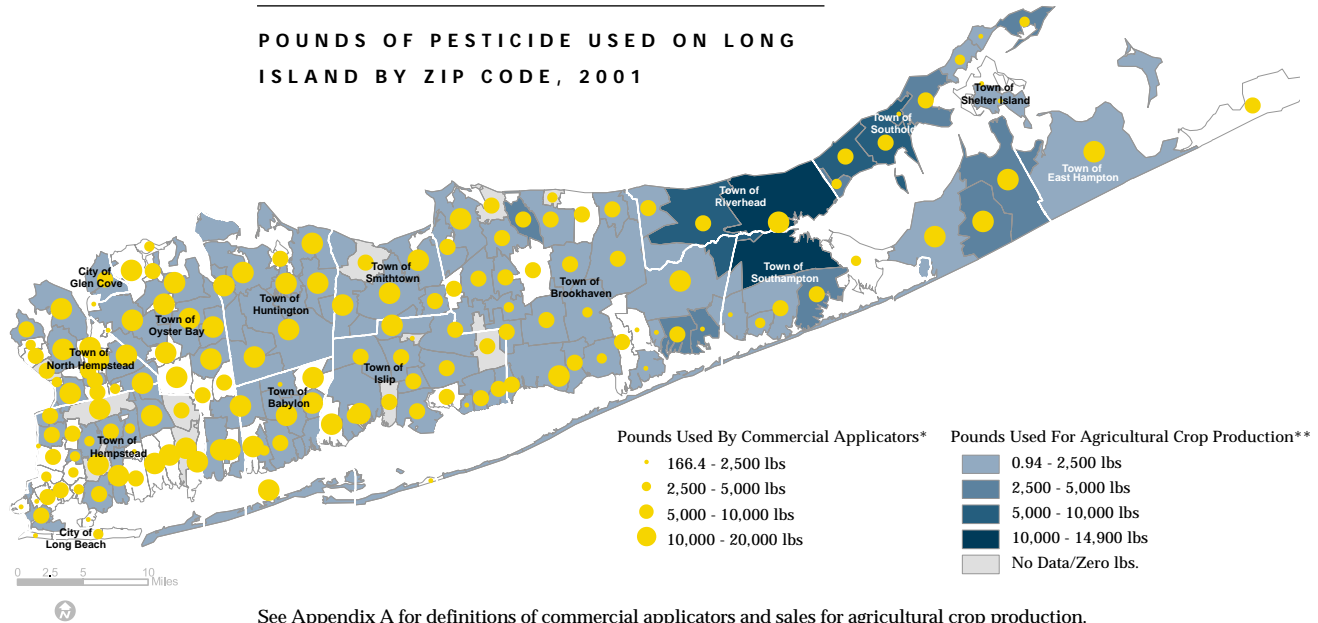 POUNDS OF PESTICIDE USED ON LONG
ISLAND BY ZIP CODE, 2001
Town of
Shelter Island
Town of
Southold
Town of
East Hampton
Town of
Riverhead
Town of
Southampton
Town of
Brookhaven
Town of
Smithtown
Town of
Huntington
City of
Glen Cove
Town of
Oyster Bay
Town of
North Hempstead
Town of
Islip
Town of
Babylon
Town of
Hempstead
City of
Long Beach
Pounds Used By Commercial Applicators*
166.4 - 2,500 lbs
2,500 - 5,000 lbs
5,000 - 10,000 lbs
10,000 - 20,000 lbs
Pounds Used For Agricultural Crop Production**
0.94 - 2,500 lbs
2,500 - 5,000 lbs
5,000 - 10,000 lbs
10,000 - 14,900 lbs
No Data/Zero lbs.
0 2.5 5 10
Miles
N
See Appendix A for definitions of commercial applicators and sales for agricultural crop production.